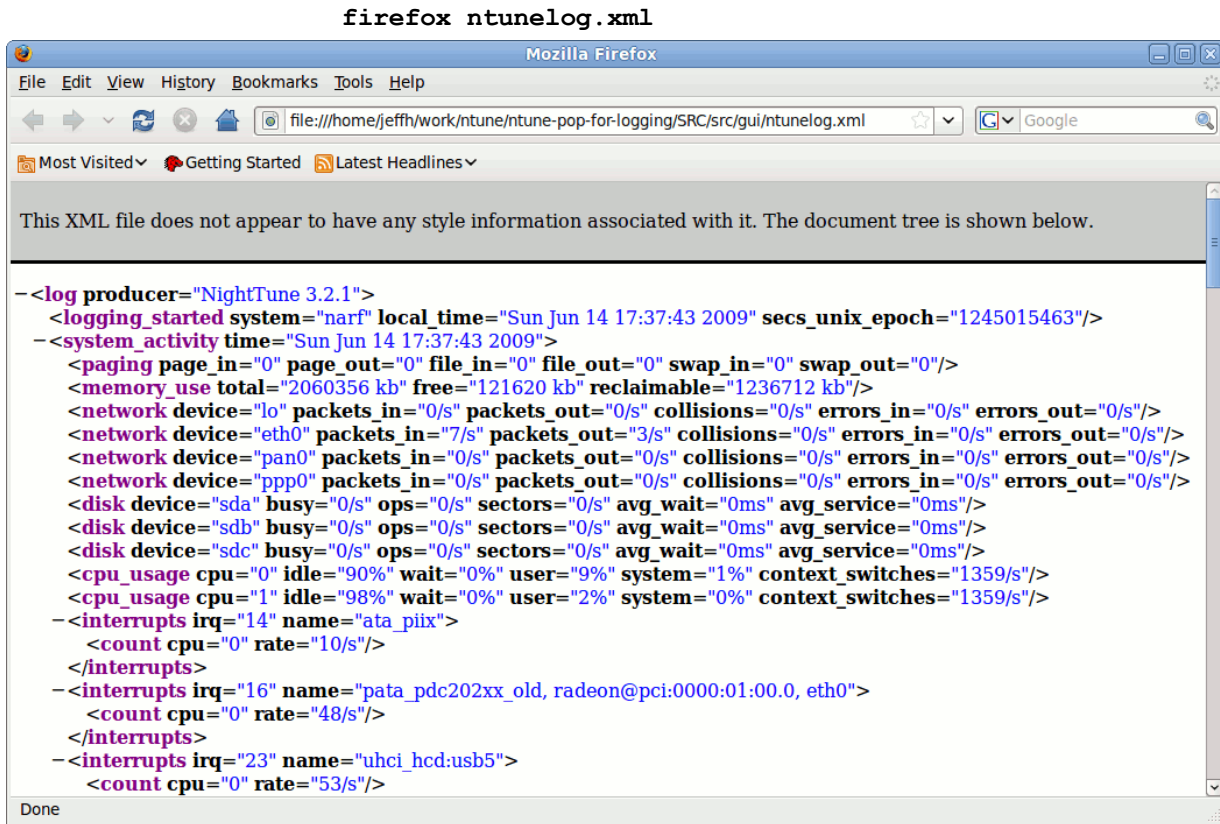 firefox ntunelog.xml
Mozilla Firefox
File Edit View History Bookmarks Tools Help
file:///home/jeffh/work/ntune/ntune-pop-for-logging/SRC/src/gui/ntunelog.xml G Google
Most Visited Getting Started Latest Headlines
This XML file does not appear to have any style information associated with it. The document tree is shown below.
−<log producer="NightTune 3.2.1">
<logging_started system="narf" local_time="Sun Jun 14 17:37:43 2009" secs_unix_epoch="1245015463"/>
−<system_activity time="Sun Jun 14 17:37:43 2009">
<paging page_in="0" page_out="0" file_in="0" file_out="0" swap_in="0" swap_out="0"/>
<memory_use total="2060356 kb" free="121620 kb" reclaimable="1236712 kb"/>
<network device="lo" packets_in="0/s" packets_out="0/s" collisions="0/s" errors_in="0/s" errors_out="0/s"/>
<network device="eth0" packets_in="7/s" packets_out="3/s" collisions="0/s" errors_in="0/s" errors_out="0/s"/>
<network device="pan0" packets_in="0/s" packets_out="0/s" collisions="0/s" errors_in="0/s" errors_out="0/s"/>
<network device="ppp0" packets_in="0/s" packets_out="0/s" collisions="0/s" errors_in="0/s" errors_out="0/s"/>
<disk device="sda" busy="0/s" ops="0/s" sectors="0/s" avg_wait="0ms" avg_service="0ms"/>
<disk device="sdb" busy="0/s" ops="0/s" sectors="0/s" avg_wait="0ms" avg_service="0ms"/>
<disk device="sdc" busy="0/s" ops="0/s" sectors="0/s" avg_wait="0ms" avg_service="0ms"/>
<cpu_usage cpu="0" idle="90%" wait="0%" user="9%" system="1%" context_switches="1359/s"/>
<cpu_usage cpu="1" idle="98%" wait="0%" user="2%" system="0%" context_switches="1359/s"/>
−<interrupts irq="14" name="ata_piix">
<count cpu="0" rate="10/s"/>
</interrupts>
−<interrupts irq="16" name="pata_pdc202xx_old, radeon@pci:0000:01:00.0, eth0">
<count cpu="0" rate="48/s"/>
</interrupts>
−<interrupts irq="23" name="uhci_hcd:usb5">
<count cpu="0" rate="53/s"/>
Done